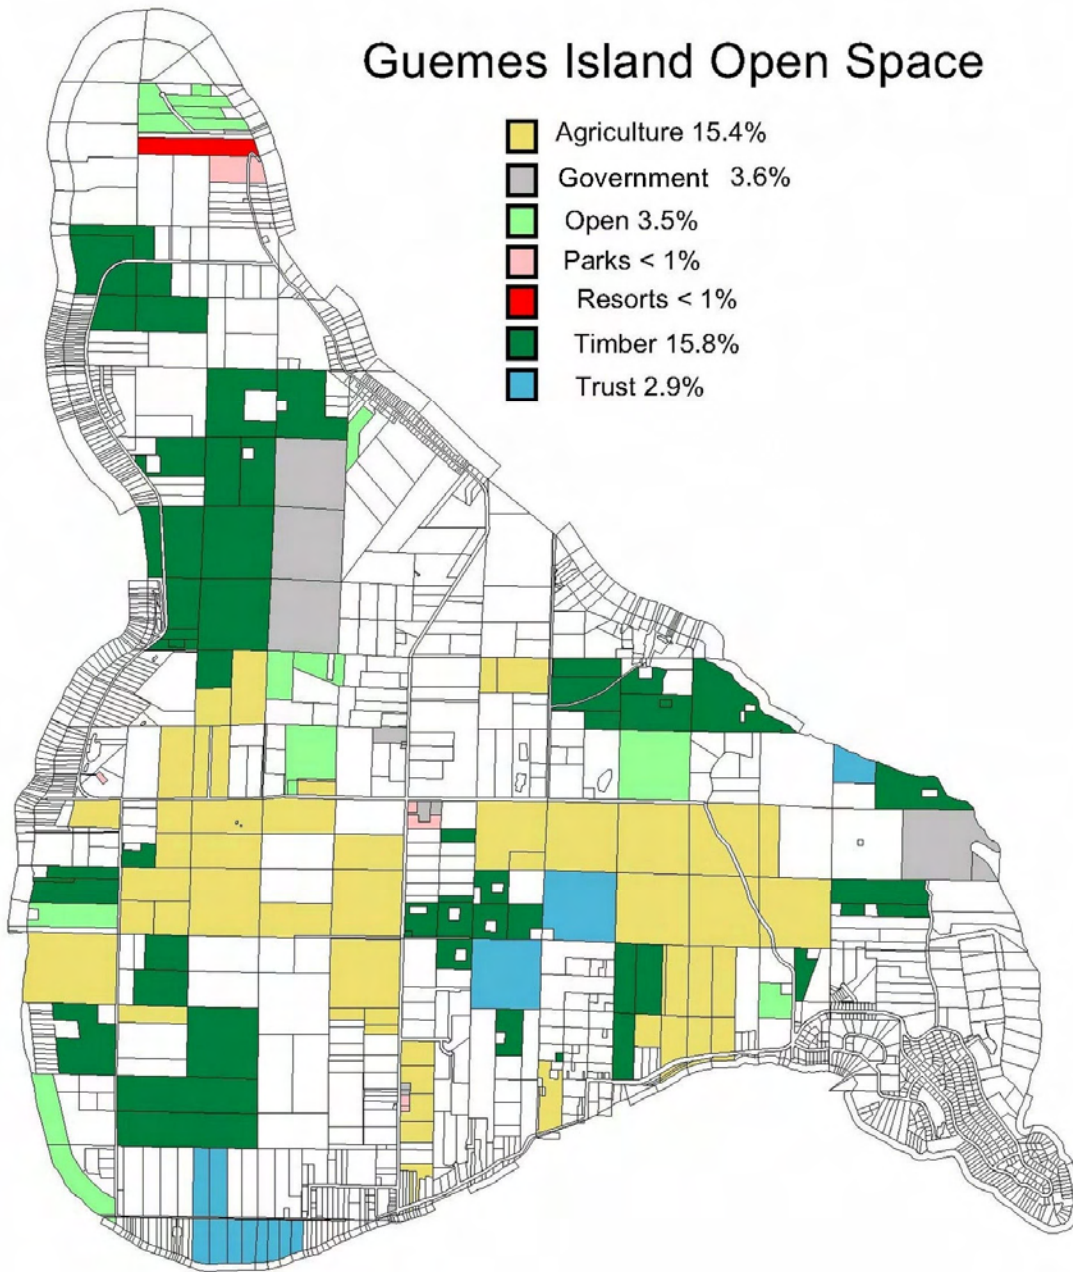 Guemes Island Open Space
Agriculture 15.4%
Government 3.6%
Open 3.5%
Parks < 1%
Resorts < 1%
Timber 15.8%
Trust 2.9%